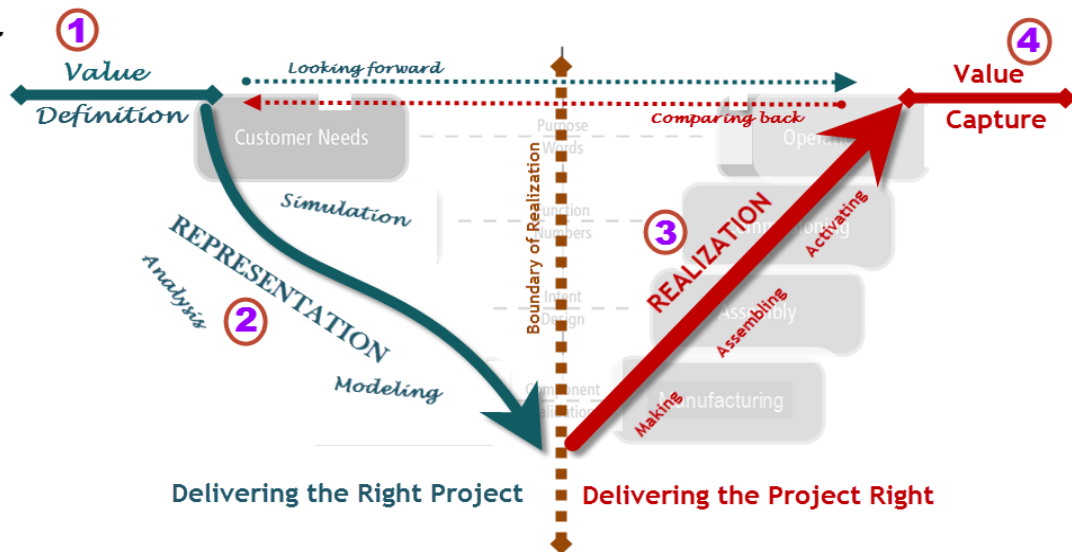 1
Value
Definition
Looking forward
Comparing back
4
Value
Capture
Customer Needs
Purpose
Words
Simulation
REPRESENTATION
Analysis
2
Modeling
Boundary of Realization
Function
Numbers
Intent
Design
3
REALIZATION
Activating
Assembling
Making
Assembly
Manufacturing
Delivering the Right Project
Delivering the Project Right